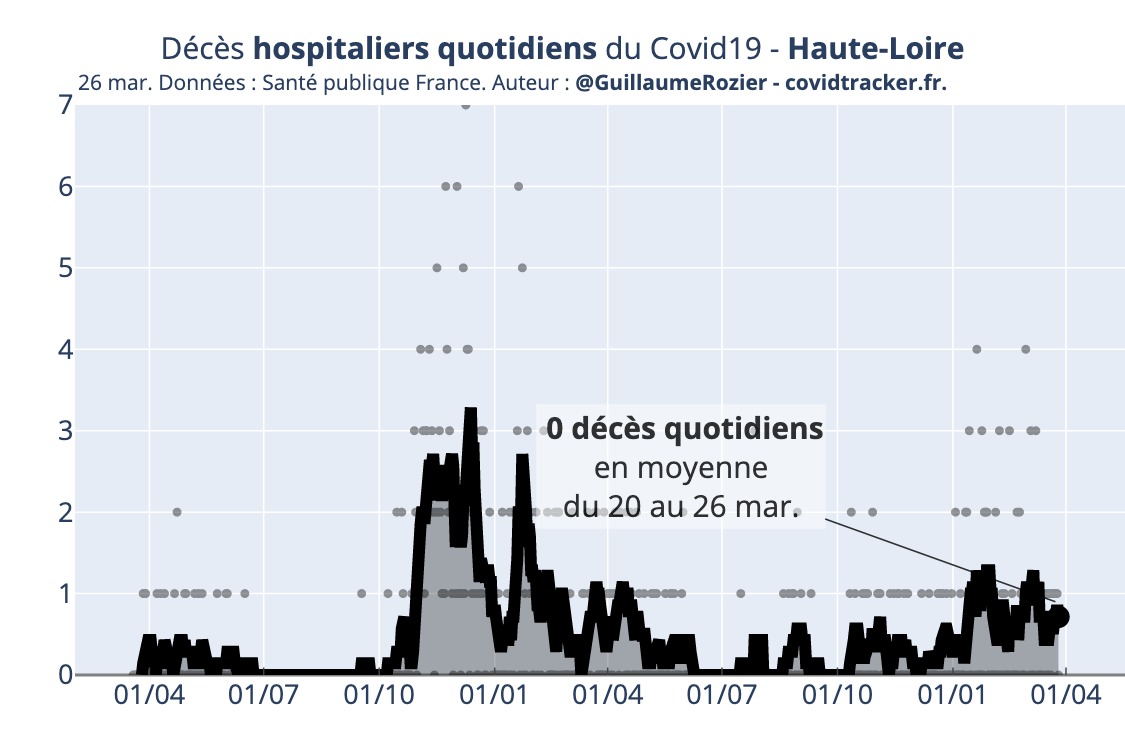 Décès hospitaliers quotidiens du Covid19 - Haute-Loire
26 mar. Données : Santé publique France. Auteur : @GuillaumeRozier - covidtracker.fr.
7
6
5
4
3
2
1
0
0 décès quotidiens
en moyenne
du 20 au 26 mar.
01/04 01/07 01/10 01/01 01/04 01/07 01/10 01/01 01/04